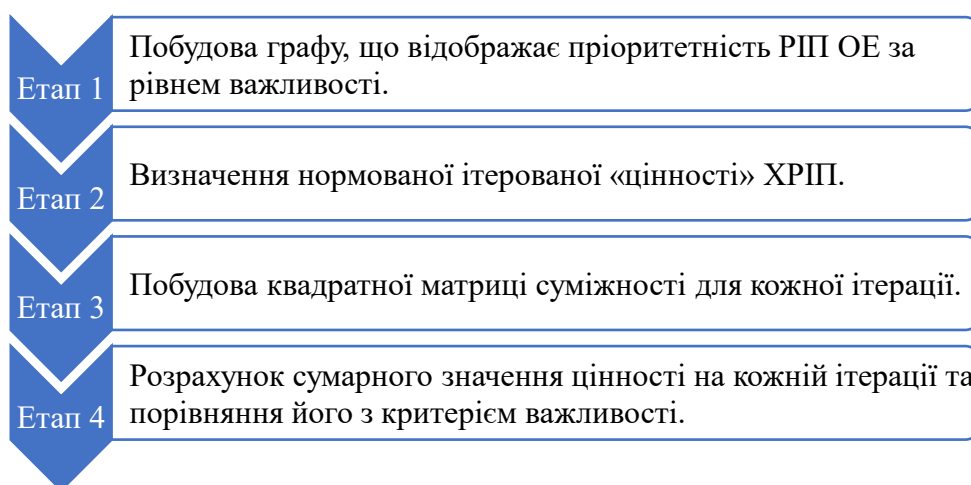 Етап 1
Побудова графу, що відображає пріоритетність РІП ОЕ за
рівнем важливості.
Етап 2
Визначення нормованої ітерованої «цінності» ХРІП.
Етап 3
Побудова квадратної матриці суміжності для кожної ітерації.
Етап 4
Розрахунок сумарного значення цінності на кожній ітерації та
порівняння його з критерієм важливості.